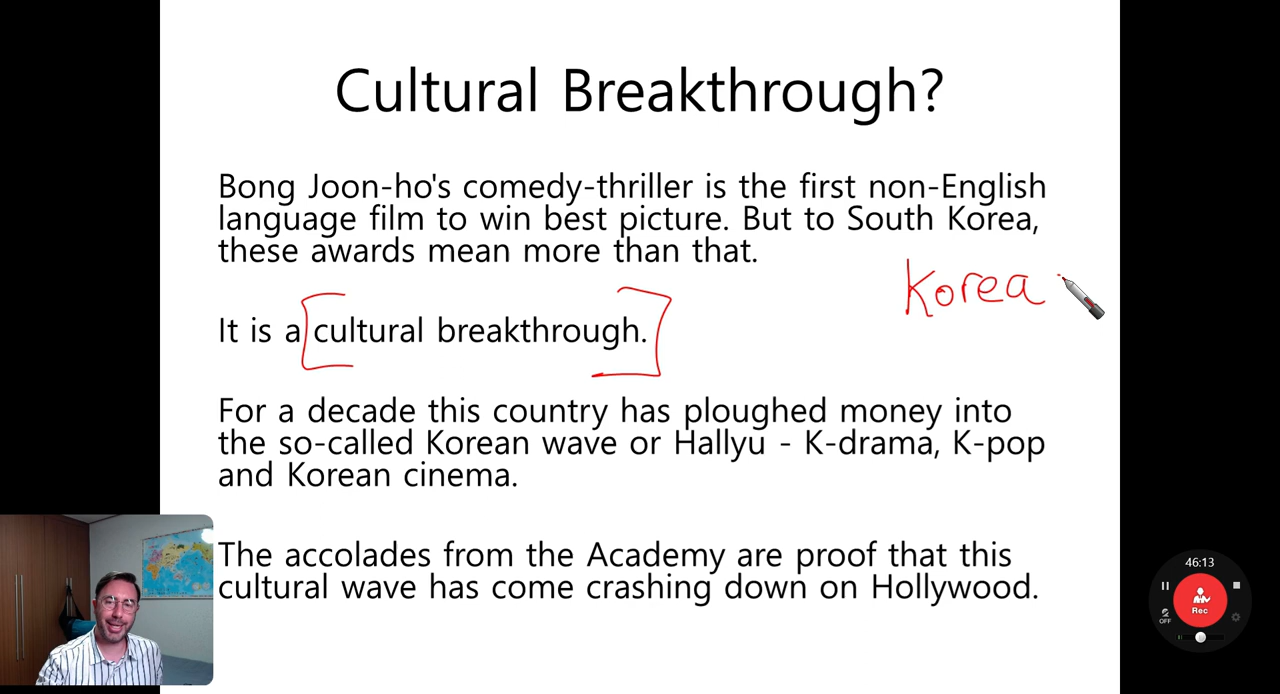 Cultural Breakthrough?
Bong Joon-ho's comedy-thriller is the first non-English
language film to win best picture. But to South Korea,
these awards mean more than that.
Korea
It is a cultural breakthrough.
For a decade this country has ploughed money into
the so-called Korean wave or Hallyu - K-drama, K-pop
and Korean cinema.
The accolades from the Academy are proof that this
cultural wave has come crashing down on Hollywood.
46:13
Rec
OFF